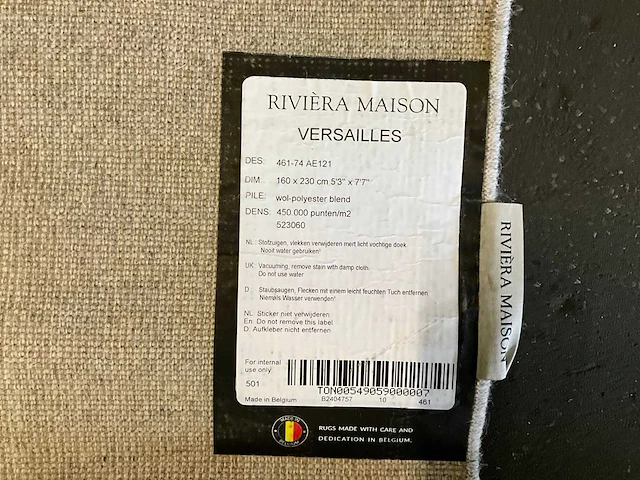 RIVIÈRA MAISON
VERSAILLES
DES: 461-74 AE121
DIM: 160 x 230 cm 5'3" x 7'7"
PILE: wol-polyester blend
DENS: 450.000 punten/m2
523060
NL : Stofzuigen, vlekken verwijderen met licht vochtige doek.
Nooit water gebruiken!
UK : Vacuuming, remove stain with damp cloth.
Do not use water
D : Staubsaugen, Flecken mit einem leicht feuchten Tuch entfernen.
Niemals Wasser verwenden!
NL: Sticker niet verwijderen
En: Do not remove this label
D: Aufkleber nicht entfernen
For internal
use only:
501
TON00549059000007
Made in Belgium B2404757 10 461
MADE IN
BELGIUM
RUGS MADE WITH CARE AND
DEDICATION IN BELGIUM.
RIVIÈRA MAISON